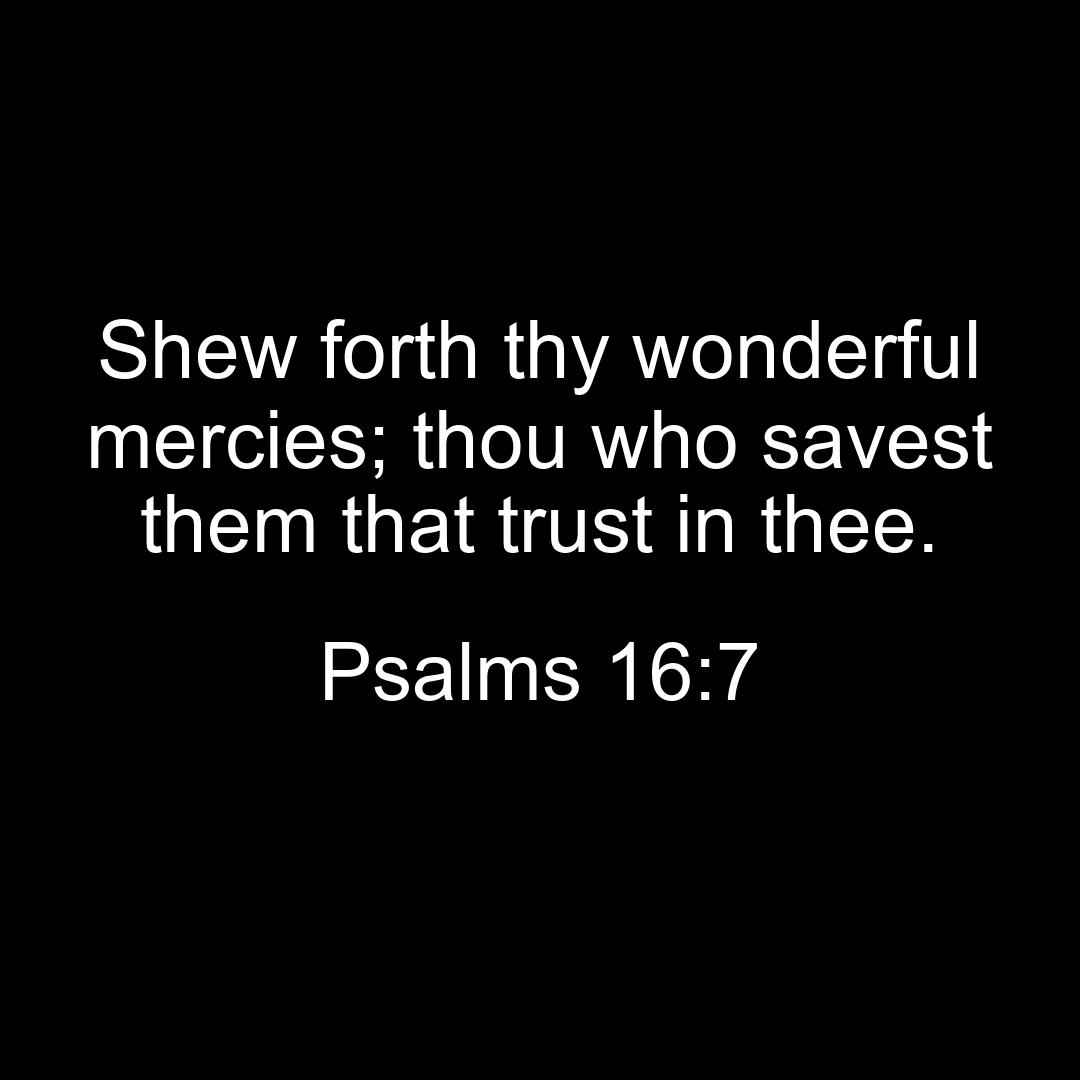 Shew forth thy wonderful
mercies; thou who savest
them that trust in thee.
Psalms 16:7